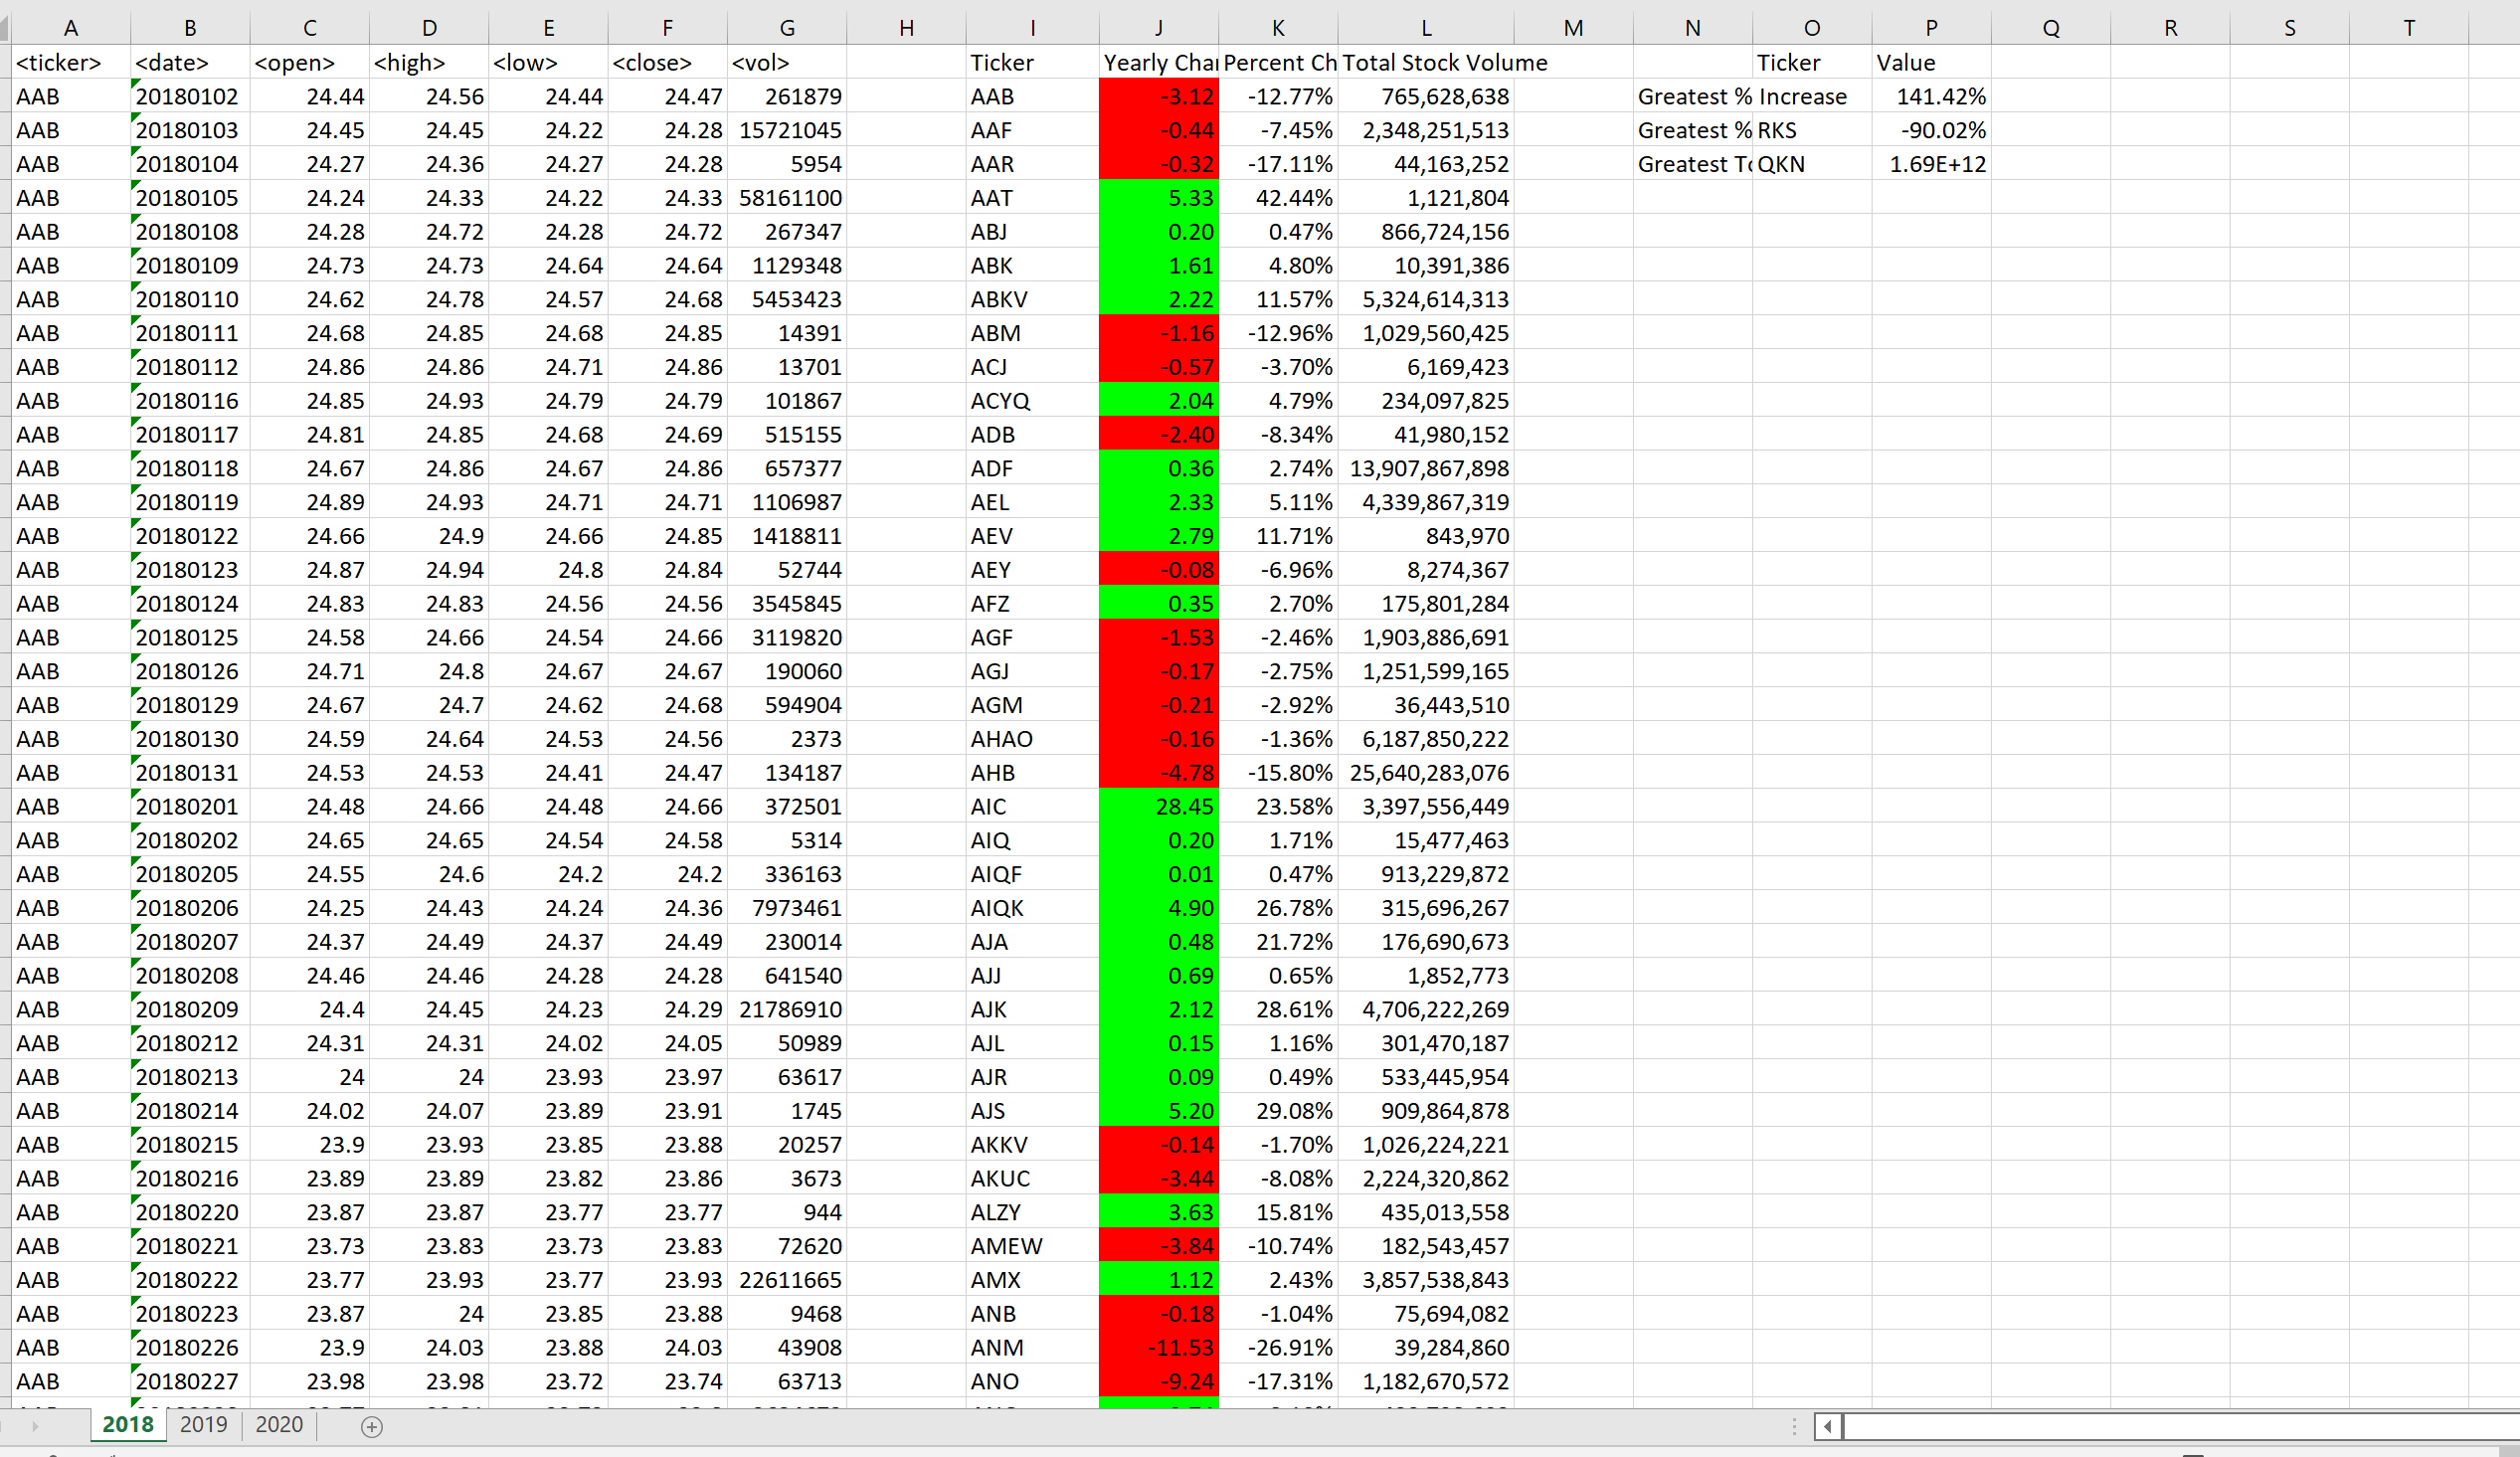 A B C D E F G H I J K L M N O P Q R S T
<ticker> <date> <open> <high> <low> <close> <vol> Ticker Yearly Percent Ch Total Stock Volume Ticker Value
AAB 20180102 24.44 24.56 24.44 24.47 261879 AAB -3.12 -12.77% 765,628,638 Greatest % Increase 141.42%
AAB 20180103 24.45 24.45 24.22 24.28 15721045 AAF -0.44 -7.45% 2,348,251,513 Greatest % RKS -90.02%
AAB 20180104 24.27 24.36 24.27 24.28 5954 AAR -0.32 -17.11% 44,163,252 Greatest QKN 1.69E+12
AAB 20180105 24.24 24.33 24.22 24.33 58161100 AAT 5.33 42.44% 1,121,804
AAB 20180108 24.28 24.72 24.28 24.72 267347 ABJ 0.20 0.47% 866,724,156
AAB 20180109 24.73 24.73 24.64 24.64 1129348 ABK 1.61 4.80% 10,391,386
AAB 20180110 24.62 24.78 24.57 24.68 5453423 ABKV 2.22 11.57% 5,324,614,313
AAB 20180111 24.68 24.85 24.68 24.85 14391 ABM -1.16 -12.96% 1,029,560,425
AAB 20180112 24.86 24.86 24.71 24.86 13701 ACJ -0.57 -3.70% 6,169,423
AAB 20180116 24.85 24.93 24.79 24.79 101867 ACYQ 2.04 4.79% 234,097,825
AAB 20180117 24.81 24.85 24.68 24.69 515155 ADB -2.40 -8.34% 41,980,152
AAB 20180118 24.67 24.86 24.67 24.86 657377 ADF 0.36 2.74% 13,907,867,898
AAB 20180119 24.89 24.93 24.71 24.71 1106987 AEL 2.33 5.11% 4,339,867,319
AAB 20180122 24.66 24.9 24.66 24.85 1418811 AEV 2.79 11.71% 843,970
AAB 20180123 24.87 24.94 24.8 24.84 52744 AEY -0.08 -6.96% 8,274,367
AAB 20180124 24.83 24.83 24.56 24.56 3545845 AFZ 0.35 2.70% 175,801,284
AAB 20180125 24.58 24.66 24.54 24.66 3119820 AGF -1.53 -2.46% 1,903,886,691
AAB 20180126 24.71 24.8 24.67 24.67 190060 AGJ -0.17 -2.75% 1,251,599,165
AAB 20180129 24.67 24.7 24.62 24.68 594904 AGM -0.21 -2.92% 36,443,510
AAB 20180130 24.59 24.64 24.53 24.56 2373 AHAO -0.16 -1.36% 6,187,850,222
AAB 20180131 24.53 24.53 24.41 24.47 134187 AHB -4.78 -15.80% 25,640,283,076
AAB 20180201 24.48 24.66 24.48 24.66 372501 AIC 28.45 23.58% 3,397,556,449
AAB 20180202 24.65 24.65 24.54 24.58 5314 AIQ 0.20 1.71% 15,477,463
AAB 20180205 24.55 24.6 24.2 24.2 336163 AIQF 0.01 0.47% 913,229,872
AAB 20180206 24.25 24.43 24.24 24.36 7973461 AIQK 4.90 26.78% 315,696,267
AAB 20180207 24.37 24.49 24.37 24.49 230014 AJA 0.48 21.72% 176,690,673
AAB 20180208 24.46 24.46 24.28 24.28 641540 AJJ 0.69 0.65% 1,852,773
AAB 20180209 24.4 24.45 24.23 24.29 21786910 AJK 2.12 28.61% 4,706,222,269
AAB 20180212 24.31 24.31 24.02 24.05 50989 AJL 0.15 1.16% 301,470,187
AAB 20180213 24 24 23.93 23.97 63617 AJR 0.09 0.49% 533,445,954
AAB 20180214 24.02 24.07 23.89 23.91 1745 AJS 5.20 29.08% 909,864,878
AAB 20180215 23.9 23.93 23.85 23.88 20257 AKKV -0.14 -1.70% 1,026,224,221
AAB 20180216 23.89 23.89 23.82 23.86 3673 AKUC -3.44 -8.08% 2,224,320,862
AAB 20180220 23.87 23.87 23.77 23.77 944 ALZY 3.63 15.81% 435,013,558
AAB 20180221 23.73 23.83 23.73 23.83 72620 AMEW -3.84 -10.74% 182,543,457
AAB 20180222 23.77 23.93 23.77 23.93 22611665 AMX 1.12 2.43% 3,857,538,843
AAB 20180223 23.87 24 23.85 23.88 9468 ANB -0.18 -1.04% 75,694,082
AAB 20180226 23.9 24.03 23.88 24.03 43908 ANM -11.53 -26.91% 39,284,860
AAB 20180227 23.98 23.98 23.72 23.74 63713 ANO -9.24 -17.31% 1,182,670,572
2018 2019 2020